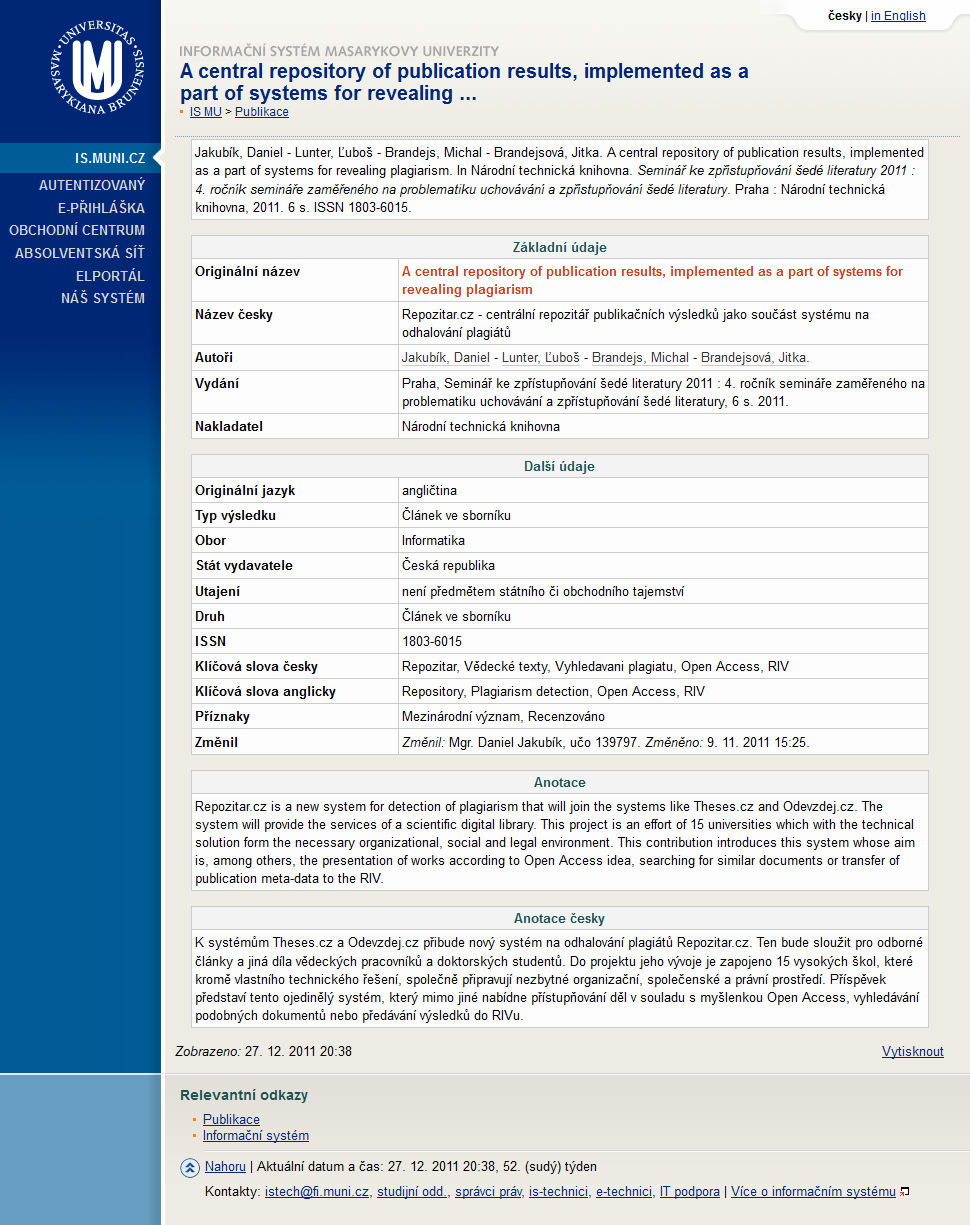 česky | in English
UNIVERSITAS MASARYKIANA BRUNENSIS
INFORMAČNÍ SYSTÉM MASARYKOVY UNIVERZITY
A central repository of publication results, implemented as a
part of systems for revealing ...
IS MU > Publikace
IS.MUNI.CZ
AUTENTIZOVANÝ
E-PŘIHLÁŠKA
OBCHODNÍ CENTRUM
ABSOLVENTSKÁ SÍŤ
ELPORTÁL
NÁŠ SYSTÉM
Jakubík, Daniel - Lunter, Ľuboš - Brandejs, Michal - Brandejsová, Jitka. A central repository of publication results, implemented
as a part of systems for revealing plagiarism. In Národní technická knihovna. Seminář ke zpřistupňování šedé literatury 2011 :
4. ročník semináře zaměřeného na problematiku uchovávání a zpřistupňování šedé literatury. Praha : Národní technická
knihovna, 2011. 6 s. ISSN 1803-6015.
Základní údaje
Originální název A central repository of publication results, implemented as a part of systems for
revealing plagiarism
Název česky Repozitar.cz - centrální repozitář publikačních výsledků jako součást systému na
odhalování plagiátů
Autoři Jakubík, Daniel - Lunter, Ľuboš - Brandejs, Michal - Brandejsová, Jitka.
Vydání Praha, Seminář ke zpřístupňování šedé literatury 2011 : 4. ročník semináře zaměřeného na
problematiku uchovávání a zpřístupňování šedé literatury, 6 s. 2011.
Nakladatel Národní technická knihovna
Další údaje
Originální jazyk angličtina
Typ výsledku Článek ve sborníku
Obor Informatika
Stát vydavatele Česká republika
Utajení není předmětem státního či obchodního tajemství
Druh Článek ve sborníku
ISSN 1803-6015
Klíčová slova česky Repozitar, Vědecké texty, Vyhledavani plagiatu, Open Access, RIV
Klíčová slova anglicky Repository, Plagiarism detection, Open Access, RIV
Příznaky Mezinárodní význam, Recenzováno
Změnil Změnil: Mgr. Daniel Jakubík, učo 139797. Změněno: 9. 11. 2011 15:25.
Anotace
Repozitar.cz is a new system for detection of plagiarism that will join the systems like Theses.cz and Odevzdej.cz. The
system will provide the services of a scientific digital library. This project is an effort of 15 universities which with the technical
solution form the necessary organizational, social and legal environment. This contribution introduces this system whose aim
is, among others, the presentation of works according to Open Access idea, searching for similar documents or transfer of
publication meta-data to the RIV.
Anotace česky
K systémům Theses.cz a Odevzdej.cz přibude nový systém na odhalování plagiátů Repozitar.cz. Ten bude sloužit pro odborné
články a jiná díla vědeckých pracovníků a doktorských studentů. Do projektu jeho vývoje je zapojeno 15 vysokých škol, které
kromě vlastního technického řešení, společně připravují nezbytné organizační, společenské a právní prostředí. Příspěvek
představí tento ojedinělý systém, který mimo jiné nabídne přístupňování děl v souladu s myšlenkou Open Access, vyhledávání
podobných dokumentů nebo předávání výsledků do RIVu.
Zobrazeno: 27. 12. 2011 20:38 Vytisknout
Relevantní odkazy
Publikace
Informační systém
Nahoru | Aktuální datum a čas: 27. 12. 2011 20:38, 52. (sudý) týden
Kontakty: istech@fi.muni.cz, studijní odd., správci práv, is-technici, e-technici, IT podpora | Více o informačním systému